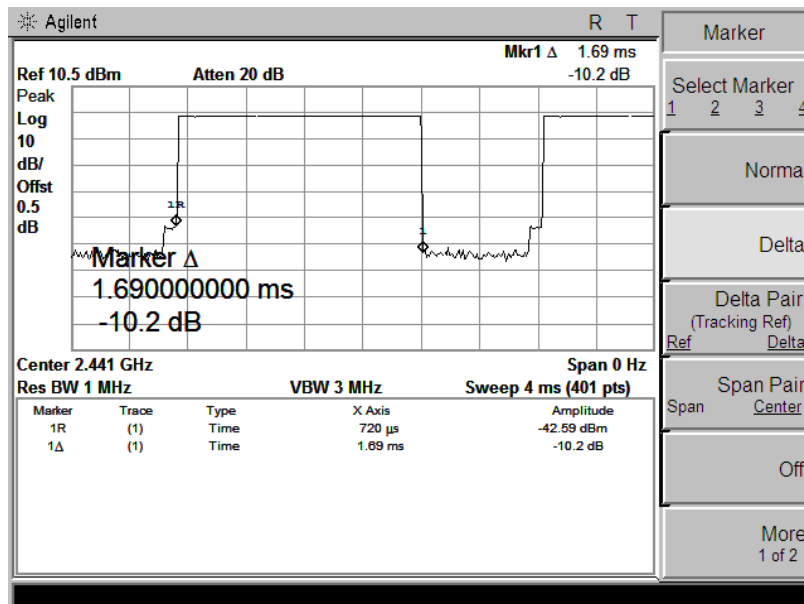 Agilent R T
Mkr1 Δ 1.69 ms
Ref 10.5 dBm Atten 20 dB -10.2 dB
Peak
Log
10
dB/
Offst
0.5
dB
1R
1
Marker Δ
1.690000000 ms
-10.2 dB
Center 2.441 GHz Span 0 Hz
Res BW 1 MHz VBW 3 MHz Sweep 4 ms (401 pts)
Marker Trace Type X Axis Amplitude
1R (1) Time 720 µs -42.59 dBm
1Δ (1) Time 1.69 ms -10.2 dB
Marker
Select Marker
1 2 3 4
Norma
Delta
Delta Pair
(Tracking Ref)
Ref Delta
Span Pair
Span Center
Off
More
1 of 2